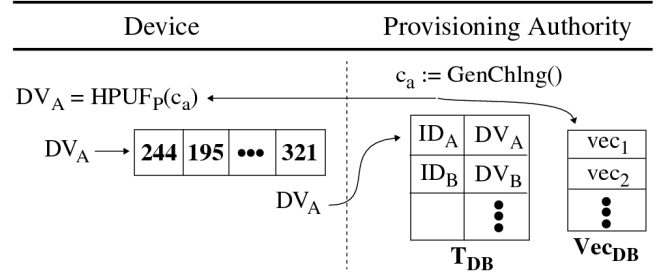 Device Provisioning Authority
c_a := GenChlng()
DV_A = HPUF_P(c_a)
DV_A 244 195 ••• 321
DV_A
ID_A DV_A
ID_B DV_B
T_DB
vec_1
vec_2
Vec_DB